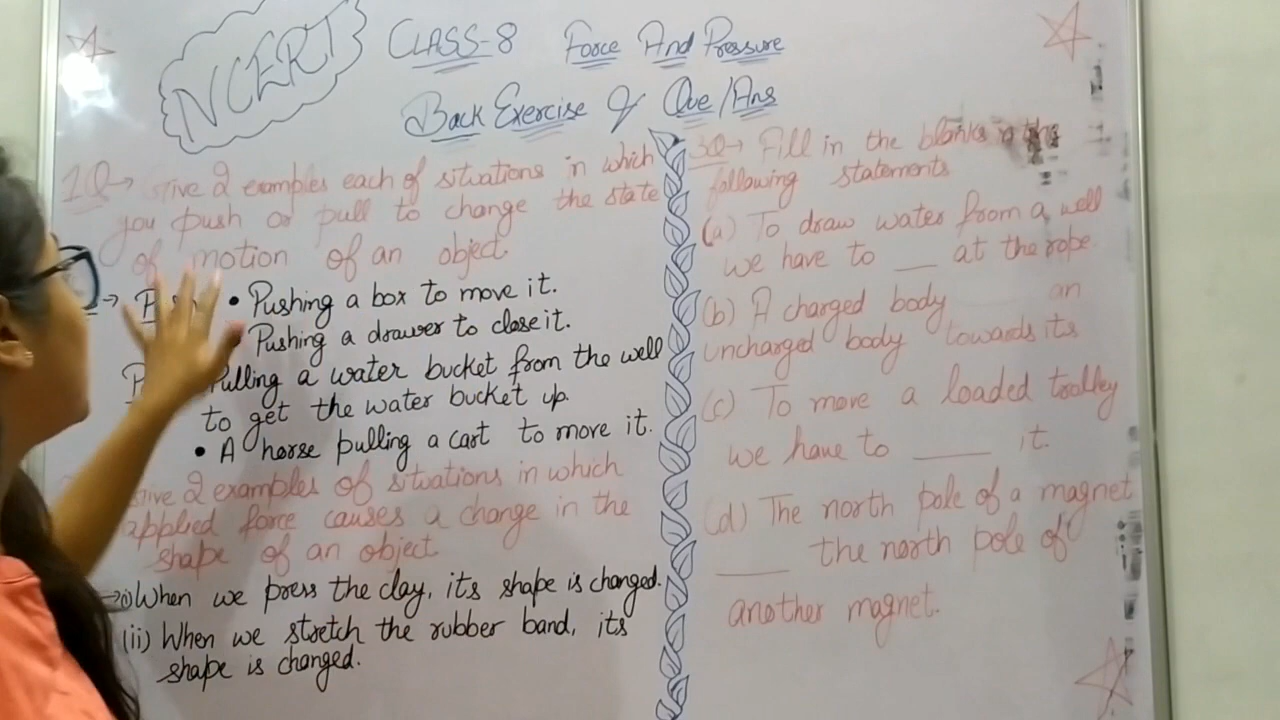 NCERT
CLASS-8 Force And Pressure
Back Exercise of Que/Ans
1Q→ Give 2 examples each of situations in which
you push or pull to change the state
of motion of an object.
→ • Pushing a box to move it.
Pushing a drawer to close it.
Pulling a water bucket from the well
to get the water bucket up.
• A horse pulling a cart to move it.
Give 2 examples of situations in which
applied force causes a change in the
shape of an object.
→(i) When we press the clay, its shape is changed.
(ii) When we stretch the rubber band, its
shape is changed.
3Q→ Fill in the blanks in the
following statements
(a) To draw water from a well
we have to ___ at the rope
(b) A charged body an
uncharged body towards its
(c) To move a loaded trolley
we have to _____ it.
(d) The north pole of a magnet
_____ the north pole of
another magnet.